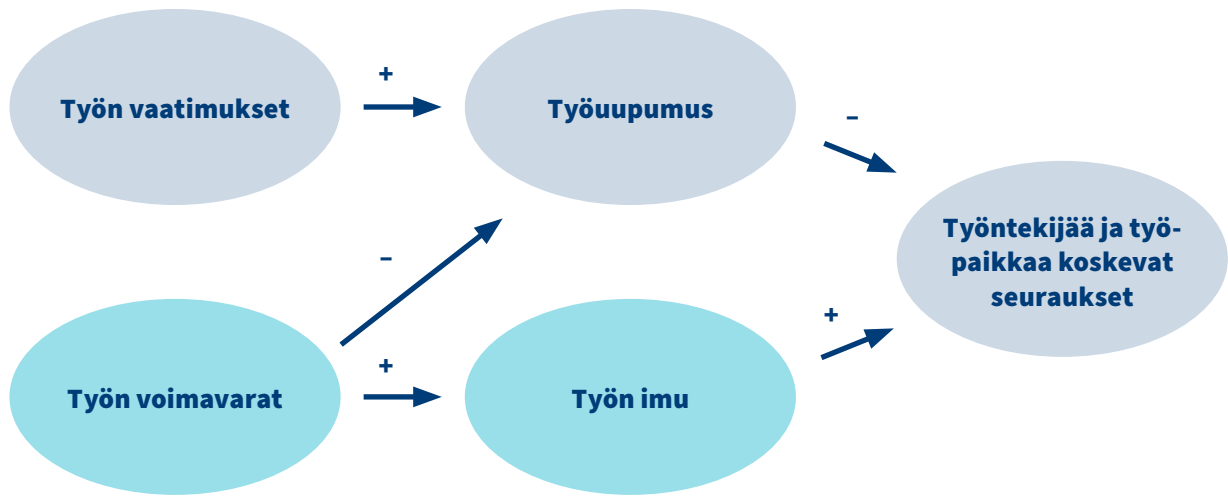 +
Työn vaatimukset
Työuupumus
–
Työntekijää ja työ-
paikkaa koskevat
seuraukset
–
+
+
Työn voimavarat
Työn imu